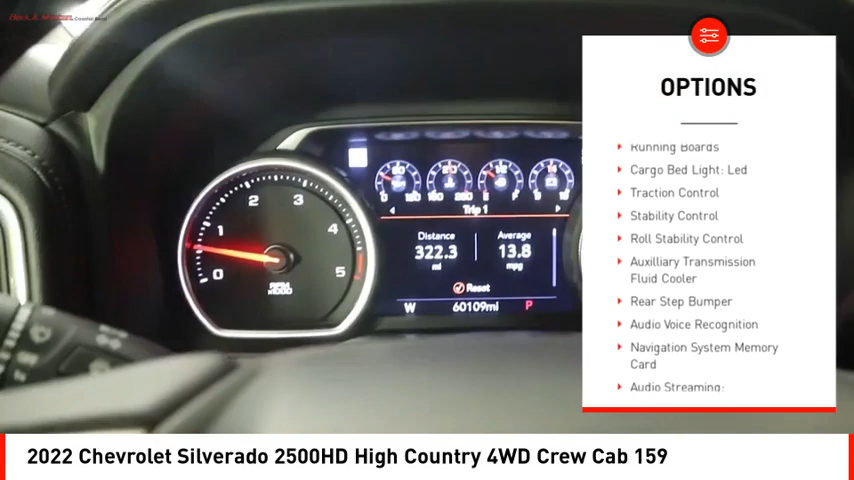 OPTIONS
Running Boards
Cargo Bed Light: Led
Traction Control
Stability Control
Roll Stability Control
Auxilliary Transmission
Fluid Cooler
Rear Step Bumper
Audio Voice Recognition
Navigation System Memory
Card
Audio Streaming:
0 1 2 3 4 5
RPM
x1000
Trip 1
Distance Average
322.3 13.8
mi mpg
Reset
W 60109mi P
2022 Chevrolet Silverado 2500HD High Country 4WD Crew Cab 159